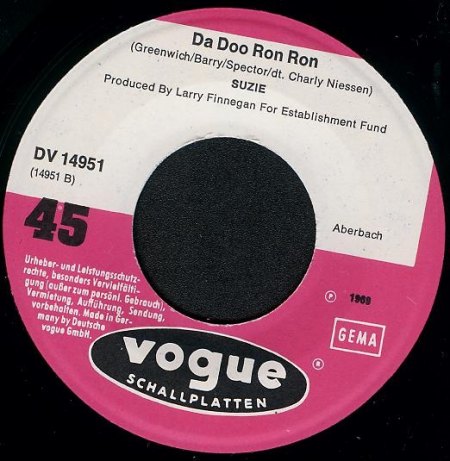 Da Doo Ron Ron
(Greenwich/Barry/Spector/dt. Charly Niessen)
SUZIE
Produced By Larry Finnegan For Establishment Fund
DV 14951
(14951 B)
45
Aberbach
Urheber- und Leistungsschutz-
rechte, besonders Vervielfälti-
gung (außer zum persönl. Gebrauch),
Vermietung, Aufführung, Sendung,
vorbehalten. Made in Ger-
many by Deutsche
vogue GmbH.
℗ 1969
GEMA
®
vogue
SCHALLPLATTEN